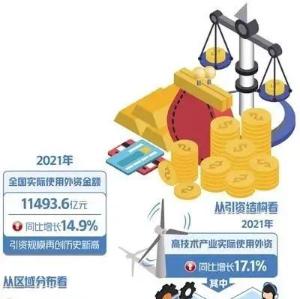 2021年
全国实际使用外资金额
11493.6亿元
同比增长14.9%
引资规模再创历史新高
从引资结构看
2021年
高技术产业实际使用外资
同比增长17.1%
从区域分布看